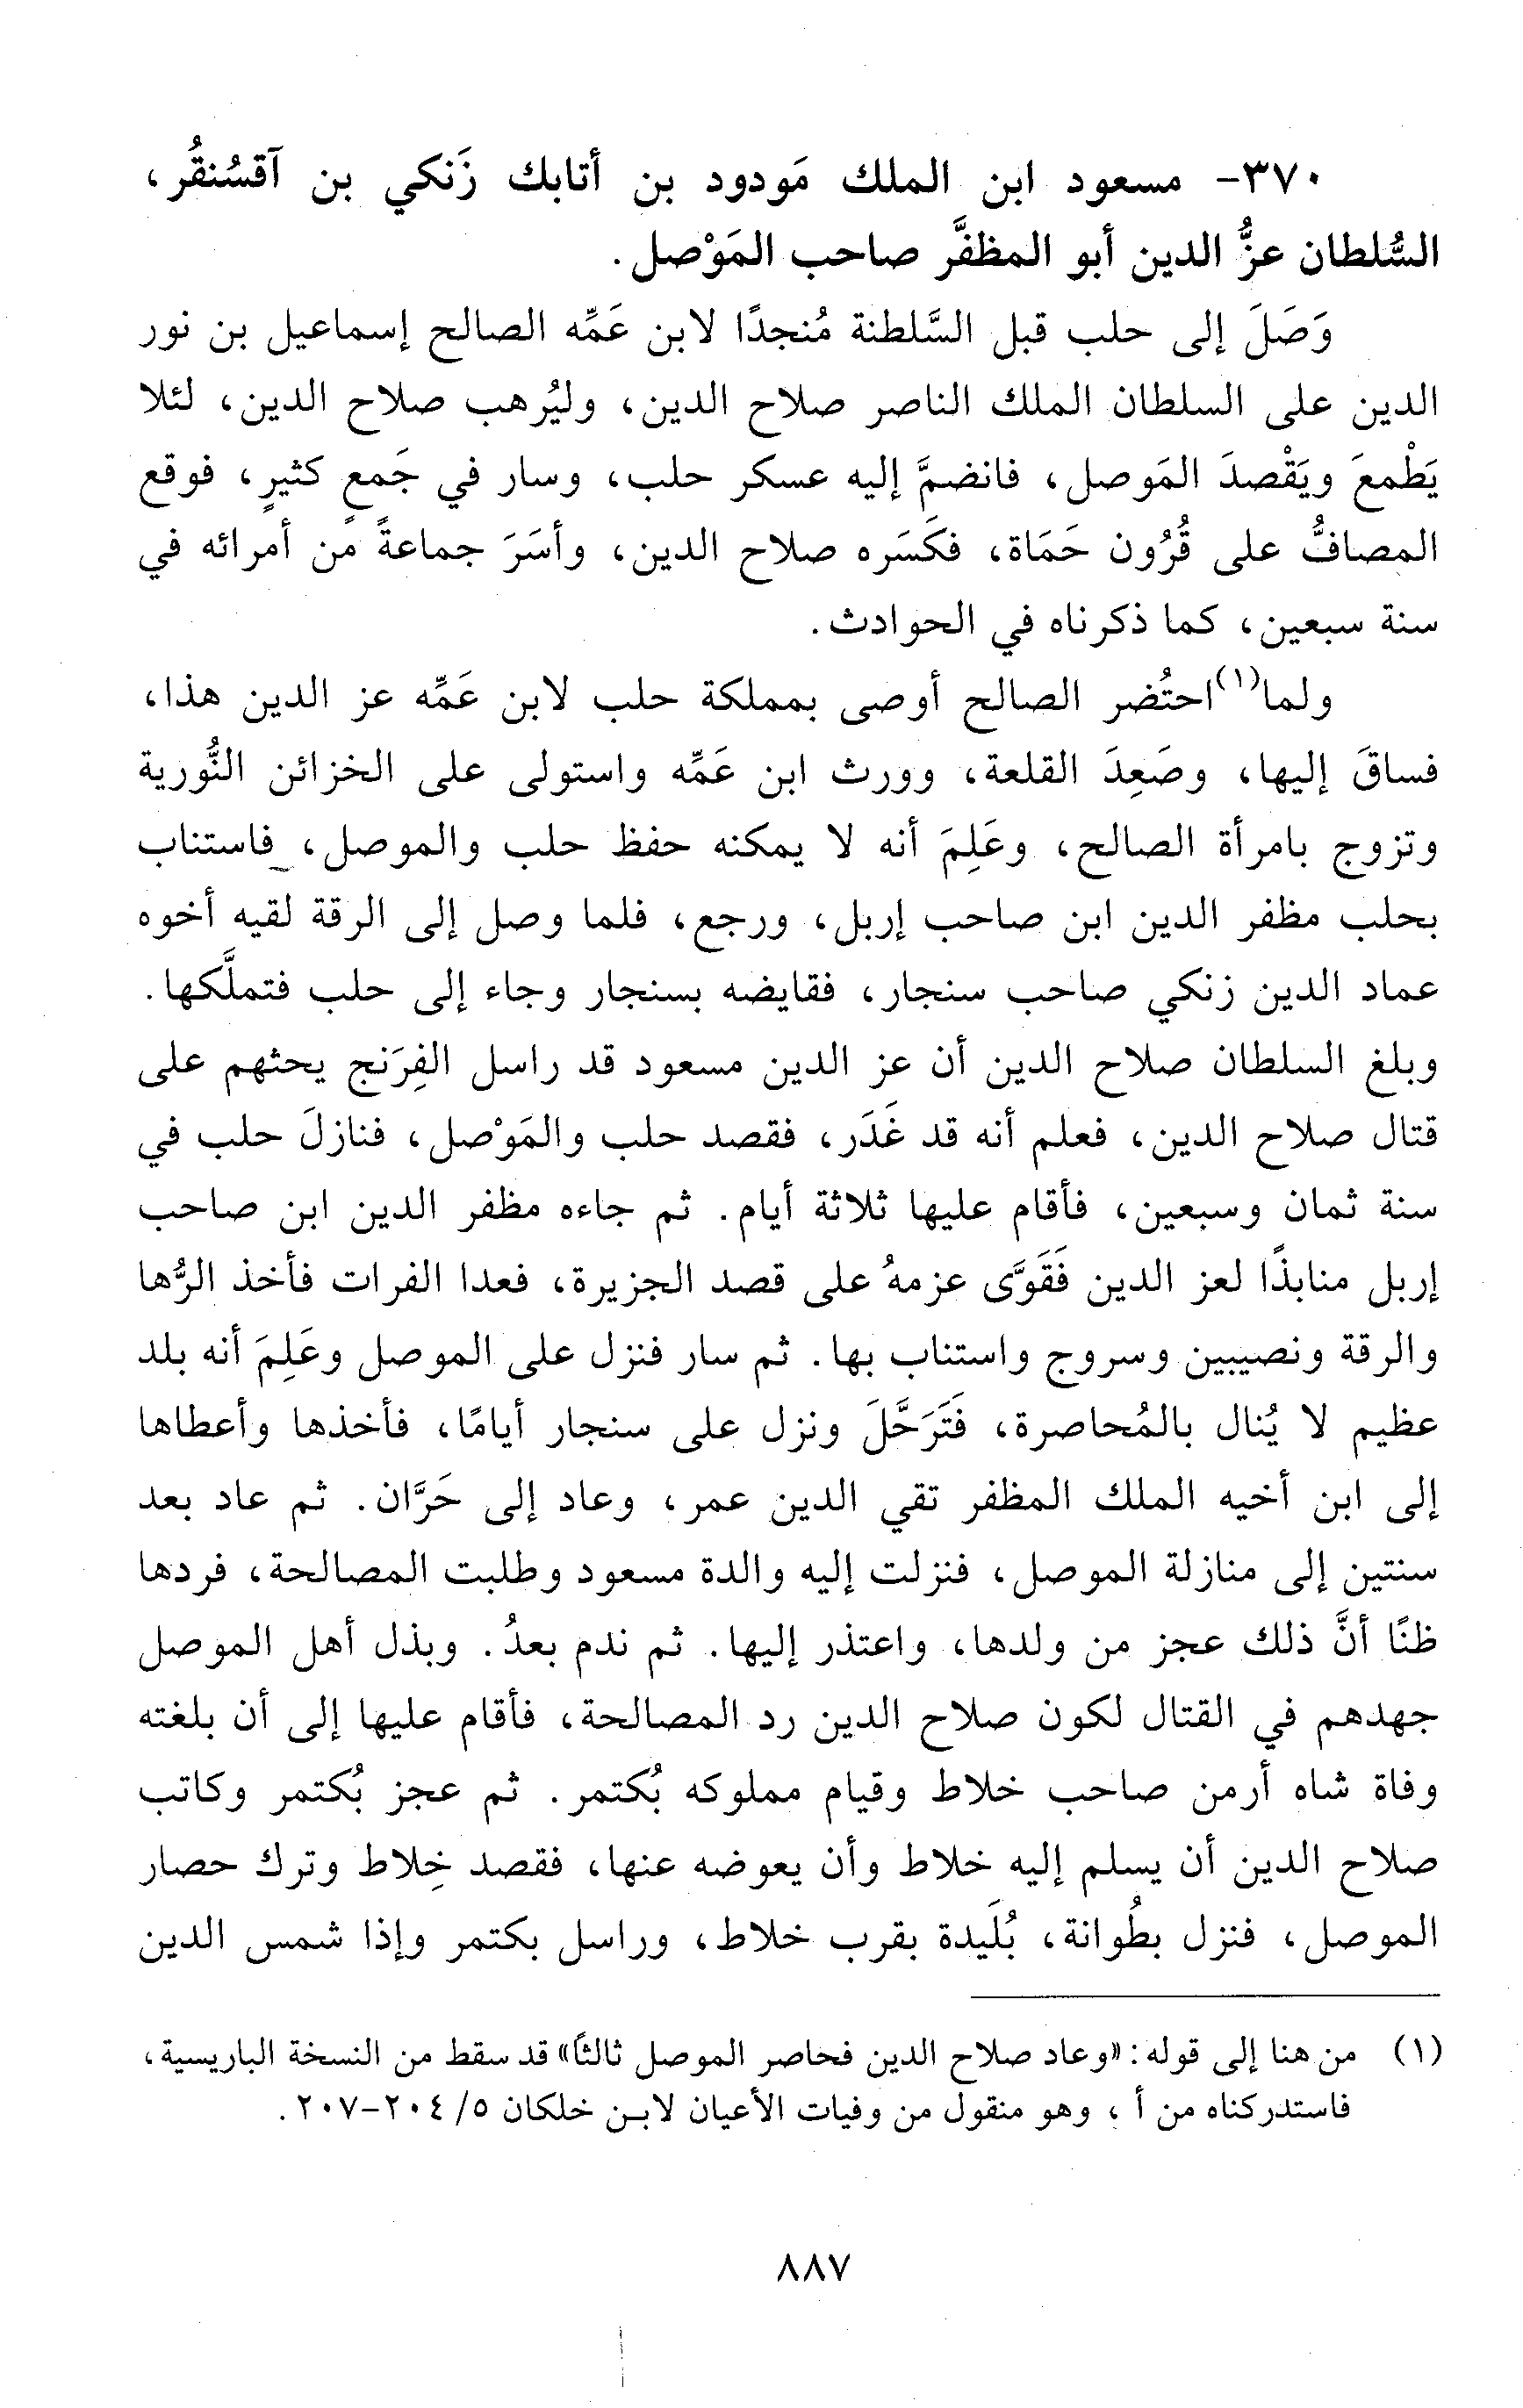 ٣٧٠- مسعود ابن الملك مَودود بن أتابك زَنكي بن آقسُنقُر،
السُّلطان عزُّ الدين أبو المظفَّر صاحب المَوْصل.
وَصَلَ إلى حلب قبل السَّلطنة مُنجدًا لابن عَمِّه الصالح إسماعيل بن نور
الدين على السلطان الملك الناصر صلاح الدين، وليُرهب صلاح الدين، لئلا
يَطْمعَ ويَقْصدَ المَوصل، فانضمَّ إليه عسكر حلب، وسار في جَمعٍ كثيرٍ، فوقع
المصافُّ على قُرُون حَمَاة، فكَسَره صلاح الدين، وأسَرَ جماعةً من أمرائه في
سنة سبعين، كما ذكرناه في الحوادث.
ولما(١) احتُضر الصالح أوصى بمملكة حلب لابن عَمِّه عز الدين هذا،
فساقَ إليها، وصَعِدَ القلعة، وورث ابن عَمِّه واستولى على الخزائن النُّورية
وتزوج بامرأة الصالح، وعَلِمَ أنه لا يمكنه حفظ حلب والموصل، فاستناب
بحلب مظفر الدين ابن صاحب إربل، ورجع، فلما وصل إلى الرقة لقيه أخوه
عماد الدين زنكي صاحب سنجار، فقايضه بسنجار وجاء إلى حلب فتملَّكها.
وبلغ السلطان صلاح الدين أن عز الدين مسعود قد راسل الفِرَنج يحثهم على
قتال صلاح الدين، فعلم أنه قد غَدَر، فقصد حلب والمَوْصل، فنازلَ حلب في
سنة ثمان وسبعين، فأقام عليها ثلاثة أيام. ثم جاءه مظفر الدين ابن صاحب
إربل منابذًا لعز الدين فَقَوَّى عزمهُ على قصد الجزيرة، فعدا الفرات فأخذ الرُّها
والرقة ونصيبين وسروج واستناب بها. ثم سار فنزل على الموصل وعَلِمَ أنه بلد
عظيم لا يُنال بالمُحاصرة، فَتَرَحَّلَ ونزل على سنجار أيامًا، فأخذها وأعطاها
إلى ابن أخيه الملك المظفر تقي الدين عمر، وعاد إلى حَرَّان. ثم عاد بعد
سنتين إلى منازلة الموصل، فنزلت إليه والدة مسعود وطلبت المصالحة، فردها
ظنًا أنَّ ذلك عجز من ولدها، واعتذر إليها. ثم ندم بعدُ. وبذل أهل الموصل
جهدهم في القتال لكون صلاح الدين رد المصالحة، فأقام عليها إلى أن بلغته
وفاة شاه أرمن صاحب خلاط وقيام مملوكه بُكتمر. ثم عجز بُكتمر وكاتب
صلاح الدين أن يسلم إليه خلاط وأن يعوضه عنها، فقصد خِلاط وترك حصار
الموصل، فنزل بطُوانة، بُلَيدة بقرب خلاط، وراسل بكتمر وإذا شمس الدين
(١) من هنا إلى قوله: «وعاد صلاح الدين فحاصر الموصل ثالثًا» قد سقط من النسخة الباريسية،
فاستدركناه من أ، وهو منقول من وفيات الأعيان لابن خلكان ٥/ ٢٠٤-٢٠٧.
٨٨٧